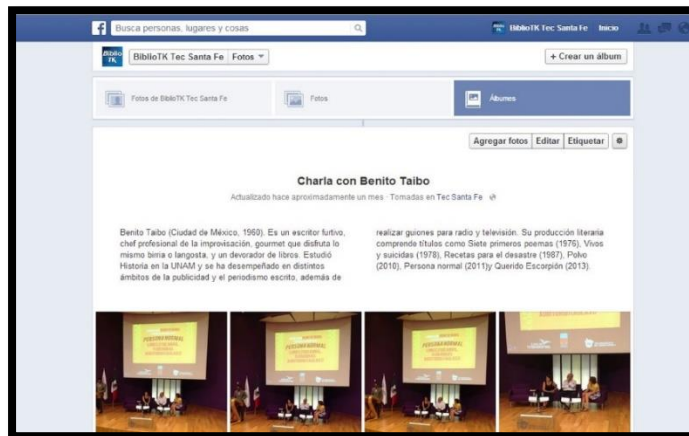 Busca personas, lugares y cosas
BiblioTK Tec Santa Fe Inicio
Biblio TK
BiblioTK Tec Santa Fe Fotos
+ Crear un álbum
Fotos de BiblioTK Tec Santa Fe
Fotos
Álbumes
Agregar fotos Editar Etiquetar
Charla con Benito Taibo
Actualizado hace aproximadamente un mes · Tomadas en Tec Santa Fe
Benito Taibo (Ciudad de México, 1960). Es un escritor furtivo,
chef profesional de la improvisación, gourmet que disfruta lo
mismo birria o langosta, y un devorador de libros. Estudió
Historia en la UNAM y se ha desempeñado en distintos
ámbitos de la publicidad y el periodismo escrito, además de
realizar guiones para radio y televisión. Su producción literaria
comprende títulos como Siete primeros poemas (1976), Vivos
y suicidas (1978), Recetas para el desastre (1987), Polvo
(2010), Persona normal (2011)y Querido Escorpión (2013).
PERSONA NORMAL
PERSONA NORMAL
PERSONA NORMAL